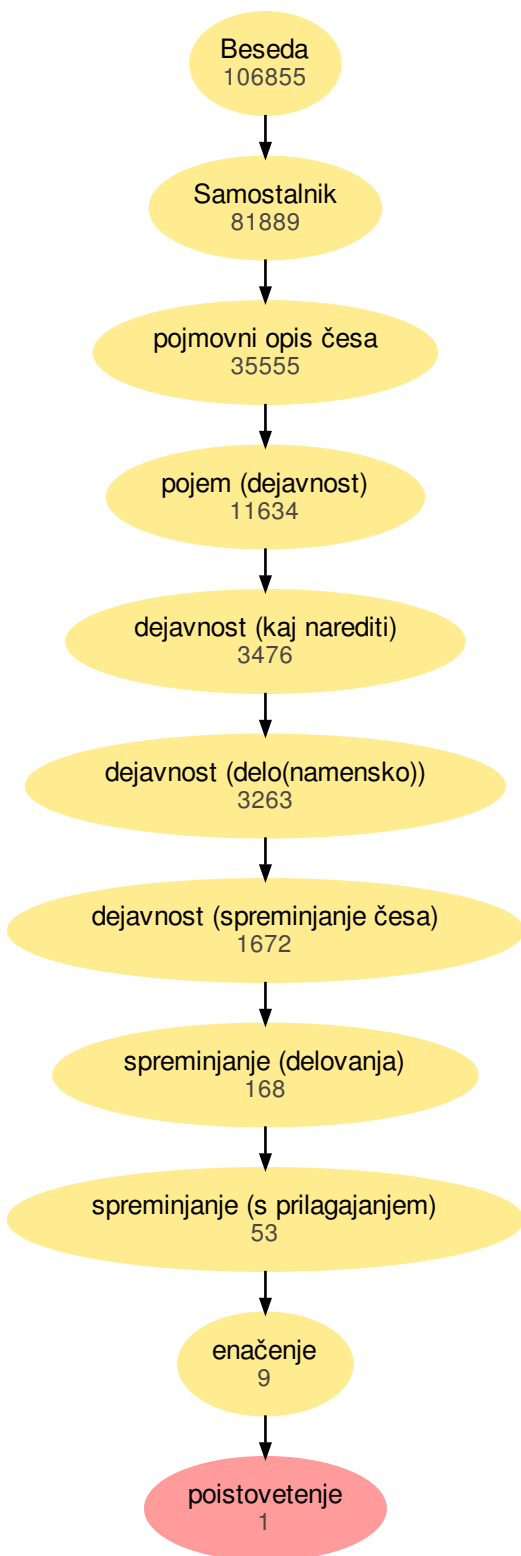 Beseda
106855
Samostalnik
81889
pojmovni opis česa
35555
pojem (dejavnost)
11634
dejavnost (kaj narediti)
3476
dejavnost (delo(namensko))
3263
dejavnost (spreminjanje česa)
1672
spreminjanje (delovanja)
168
spreminjanje (s prilagajanjem)
53
enačenje
9
poistovetenje
1